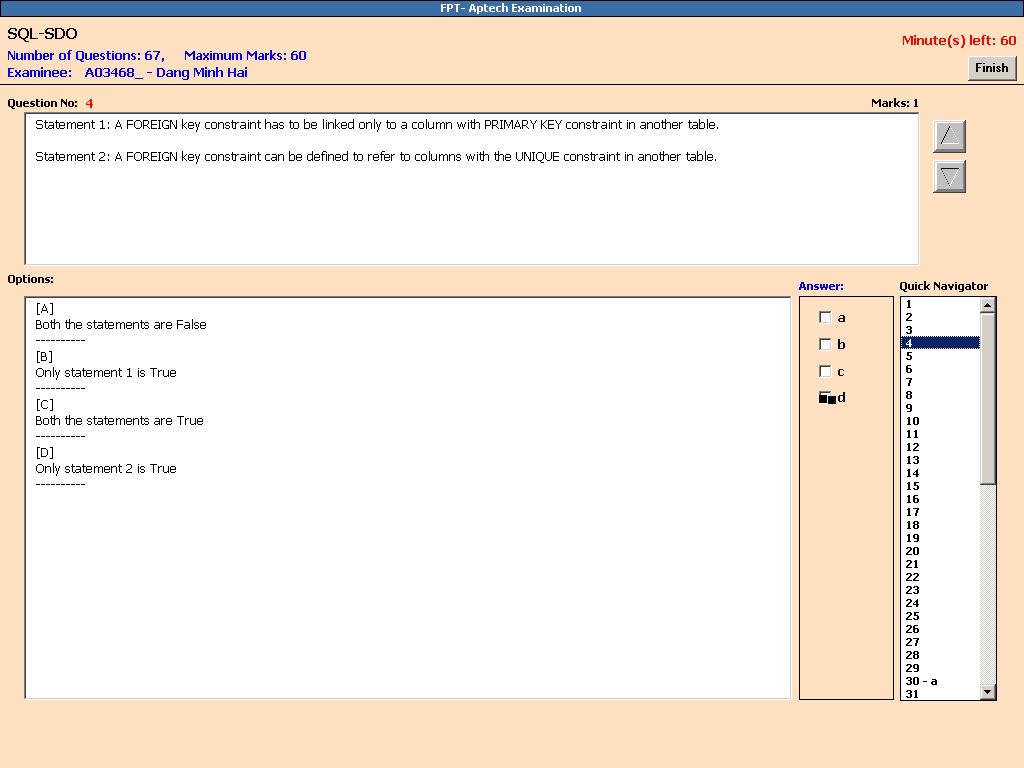 FPT- Aptech Examination
SQL-SDO
Number of Questions: 67, Maximum Marks: 60
Minute(s) left: 60
Examinee: A03468_ - Dang Minh Hai
Finish
Question No: 4
Marks: 1
Statement 1: A FOREIGN key constraint has to be linked only to a column with PRIMARY KEY constraint in another table.
Statement 2: A FOREIGN key constraint can be defined to refer to columns with the UNIQUE constraint in another table.
Options:
[A]
Both the statements are False
----------
[B]
Only statement 1 is True
----------
[C]
Both the statements are True
----------
[D]
Only statement 2 is True
----------
Answer:
a
b
c
d
Quick Navigator
1
2
3
4
5
6
7
8
9
10
11
12
13
14
15
16
17
18
19
20
21
22
23
24
25
26
27
28
29
30 - a
31